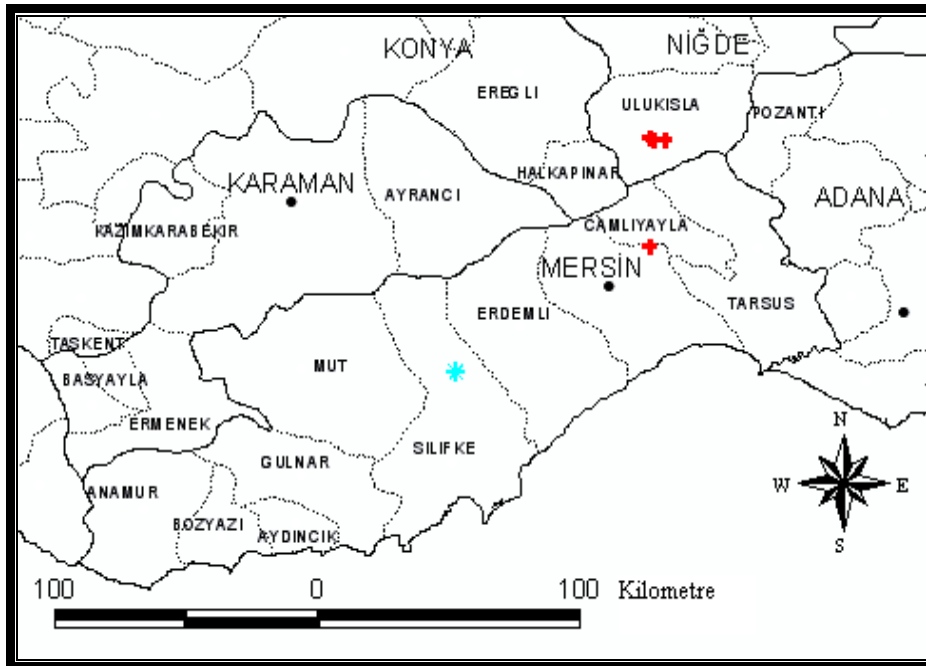 KONYA
NİĞDE
EREGLI
ULUKISLA
POZANTI
HALKAPINAR
KARAMAN
AYRANCI
ADANA
CAMLIYAYLA
KAZIMKARABEKIR
MERSİN
TARSUS
ERDEMLI
TASKENT
MUT
BASYAYLA
ERMENEK
SILIFKE
GULNAR
ANAMUR
BOZYAZI
AYDINCIK
N
W E
S
100 0 100 Kilometre